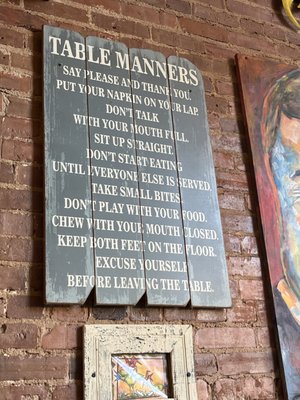 TABLE MANNERS
SAY PLEASE AND THANK YOU.
PUT YOUR NAPKIN ON YOUR LAP.
DON'T TALK
WITH YOUR MOUTH FULL.
SIT UP STRAIGHT.
DON'T START EATING
UNTIL EVERYONE ELSE IS SERVED.
TAKE SMALL BITES.
DON'T PLAY WITH YOUR FOOD.
CHEW WITH YOUR MOUTH CLOSED.
KEEP BOTH FEET ON THE FLOOR.
EXCUSE YOURSELF
BEFORE LEAVING THE TABLE.